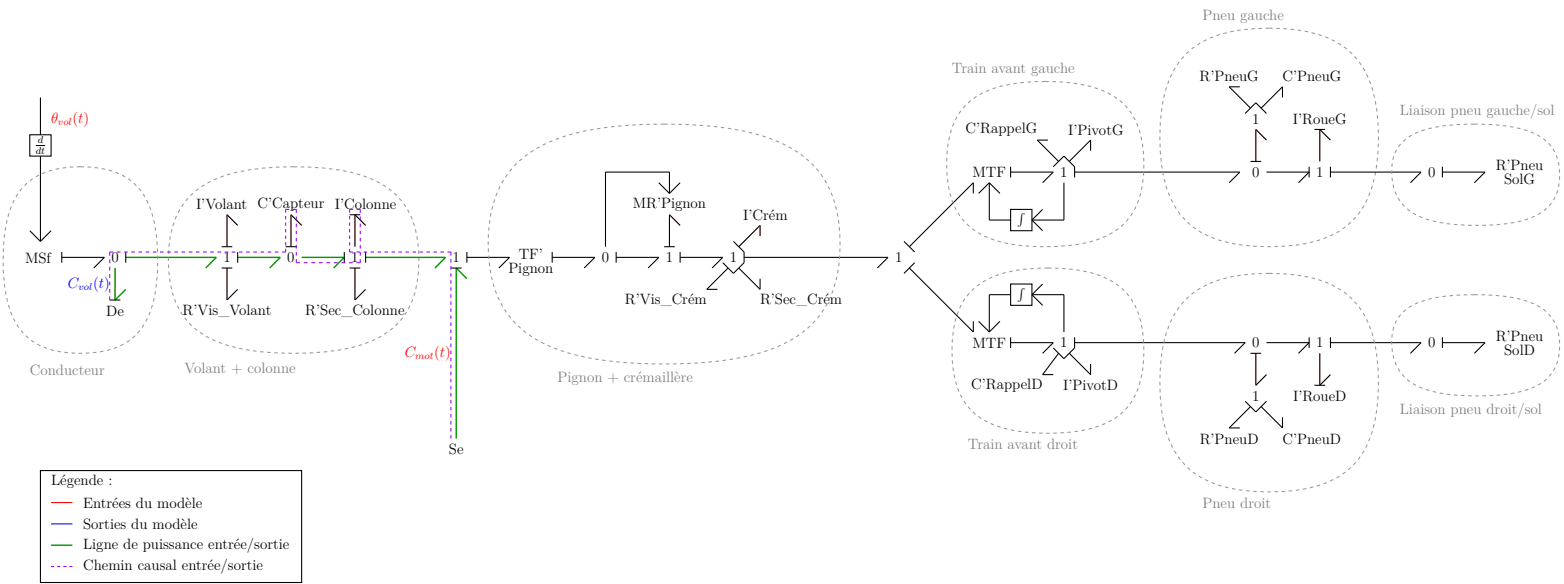 Pneu gauche
Train avant gauche
R'PneuG
C'PneuG
Liaison pneu gauche/sol
θ_vol(t)
I'RoueG
C'RappelG
I'PivotG
1
d/dt
R'Pneu
SolG
MTF
1
0
1
0
I'Volant
C'Capteur
I'Colonne
MR'Pignon
I'Crém
∫
MSf
0
1
0
1
1
TF'
Pignon
0
1
1
1
C_vol(t)
De
R'Vis_Volant
R'Sec_Colonne
R'Vis_Crém
R'Sec_Crém
∫
C_mot(t)
MTF
1
0
1
0
R'Pneu
SolD
Conducteur
Volant + colonne
Pignon + crémaillère
C'RappelD
I'PivotD
1
I'RoueD
Liaison pneu droit/sol
Train avant droit
R'PneuD
C'PneuD
Se
Pneu droit
Légende :
Entrées du modèle
Sorties du modèle
Ligne de puissance entrée/sortie
Chemin causal entrée/sortie